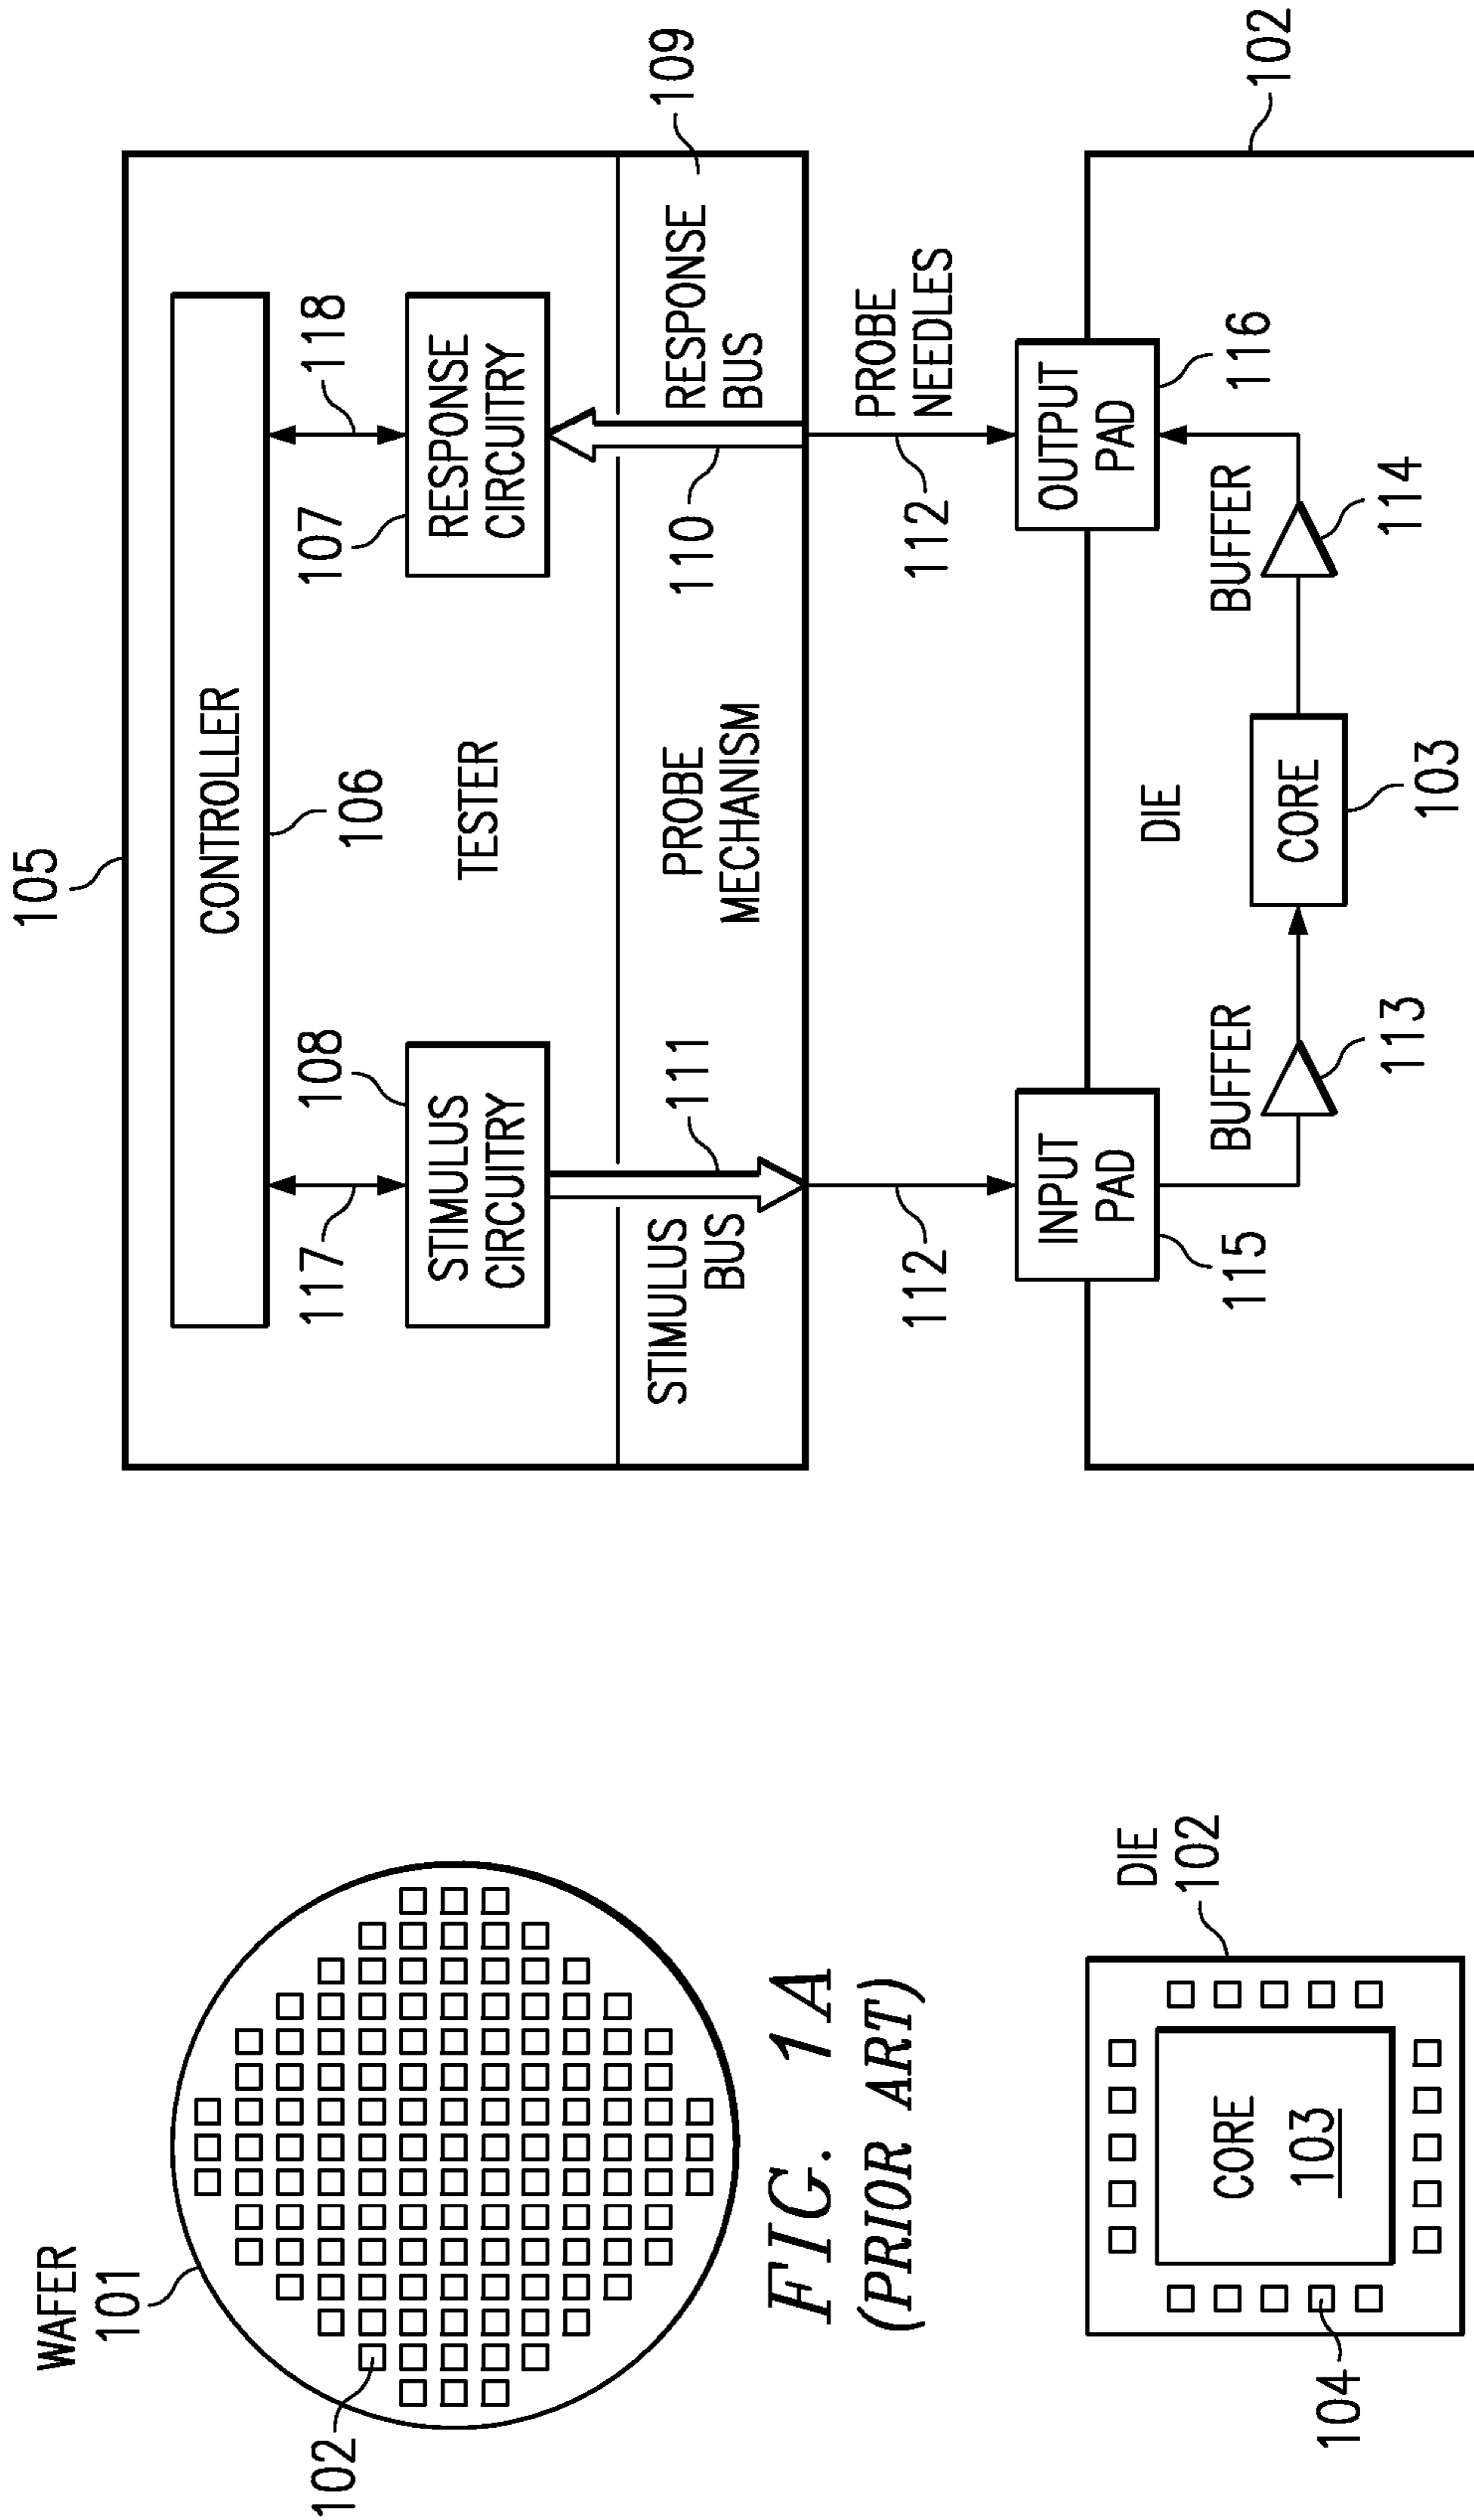 WAFER
101
102
FIG. 1A
(PRIOR ART)
DIE
102
CORE
103
104
105
CONTROLLER
106
117
108
107
118
STIMULUS
CIRCUITRY
TESTER
RESPONSE
CIRCUITRY
STIMULUS
BUS
111
PROBE
MECHANISM
110
RESPONSE
BUS
109
112
112
PROBE
NEEDLES
INPUT
PAD
OUTPUT
PAD
102
115
DIE
116
BUFFER
BUFFER
CORE
113
103
114